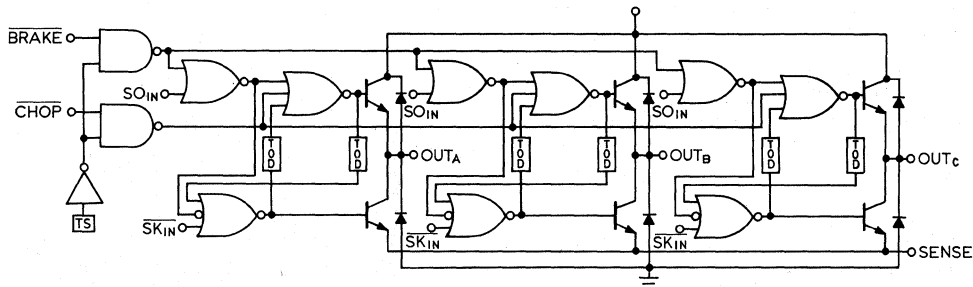 BRAKE
SO_IN
SO_IN
SO_IN
CHOP
TOD
TOD
OUT_A
TOD
TOD
OUT_B
TOD
TOD
OUT_C
TS
SK_IN
SK_IN
SK_IN
SENSE